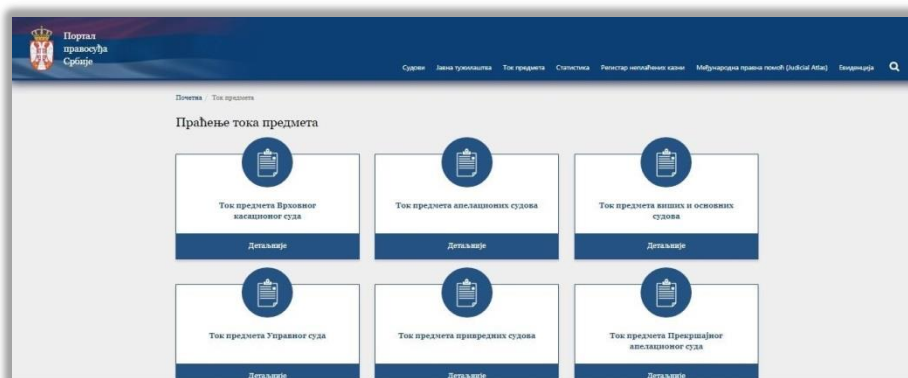 Портал
правосуђа
Србије
Судови Јавна тужилаштва Ток предмета Статистика Регистар неплаћених казни Међународна правна помоћ (Judicial Atlas) Евиденција
Почетна / Ток предмета
Праћење тока предмета
Ток предмета Врховног
касационог суда
Детаљније
Ток предмета апелационих судова
Детаљније
Ток предмета виших и основних
судова
Детаљније
Ток предмета Управног суда
Детаљније
Ток предмета привредних судова
Детаљније
Ток предмета Прекршајног
апелационог суда
Детаљније